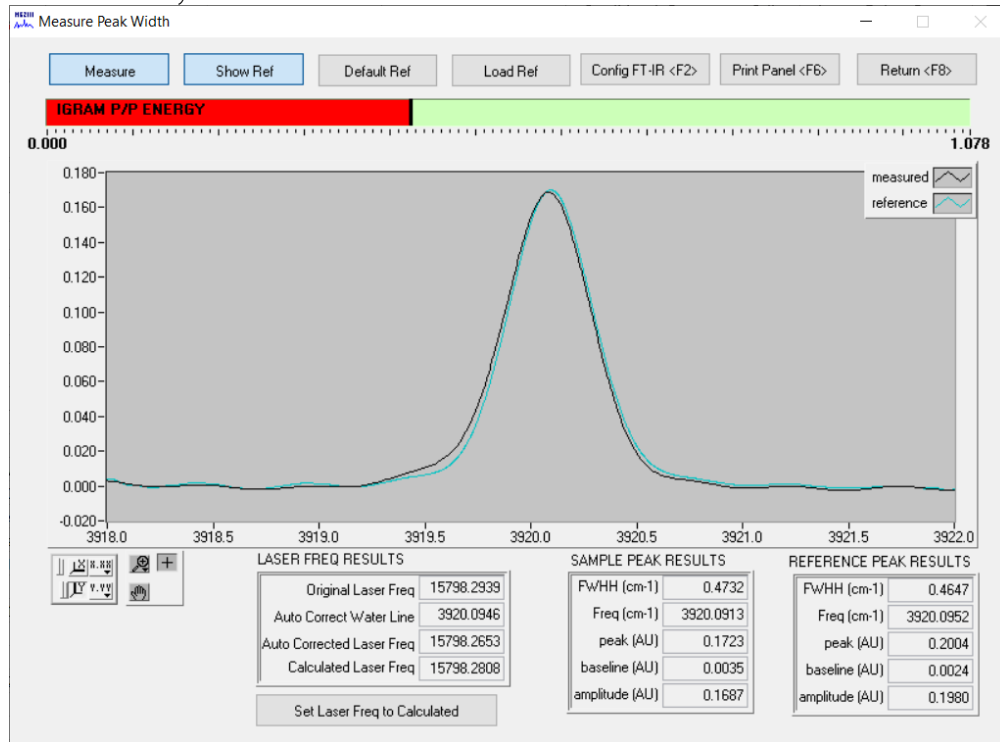 Measure Peak Width
Measure Show Ref Default Ref Load Ref Config FT-IR <F2> Print Panel <F6> Return <F8>
IGRAM P/P ENERGY
0.000 1.078
measured
reference
0.180
0.160
0.140
0.120
0.100
0.080
0.060
0.040
0.020
0.000
-0.020
3918.0 3918.5 3919.0 3919.5 3920.0 3920.5 3921.0 3921.5 3922.0
X X.XX
Y Y.YY
LASER FREQ RESULTS
Original Laser Freq 15798.2939
Auto Correct Water Line 3920.0946
Auto Corrected Laser Freq 15798.2653
Calculated Laser Freq 15798.2808
Set Laser Freq to Calculated
SAMPLE PEAK RESULTS
FWHH (cm-1) 0.4732
Freq (cm-1) 3920.0913
peak (AU) 0.1723
baseline (AU) 0.0035
amplitude (AU) 0.1687
REFERENCE PEAK RESULTS
FWHH (cm-1) 0.4647
Freq (cm-1) 3920.0952
peak (AU) 0.2004
baseline (AU) 0.0024
amplitude (AU) 0.1980